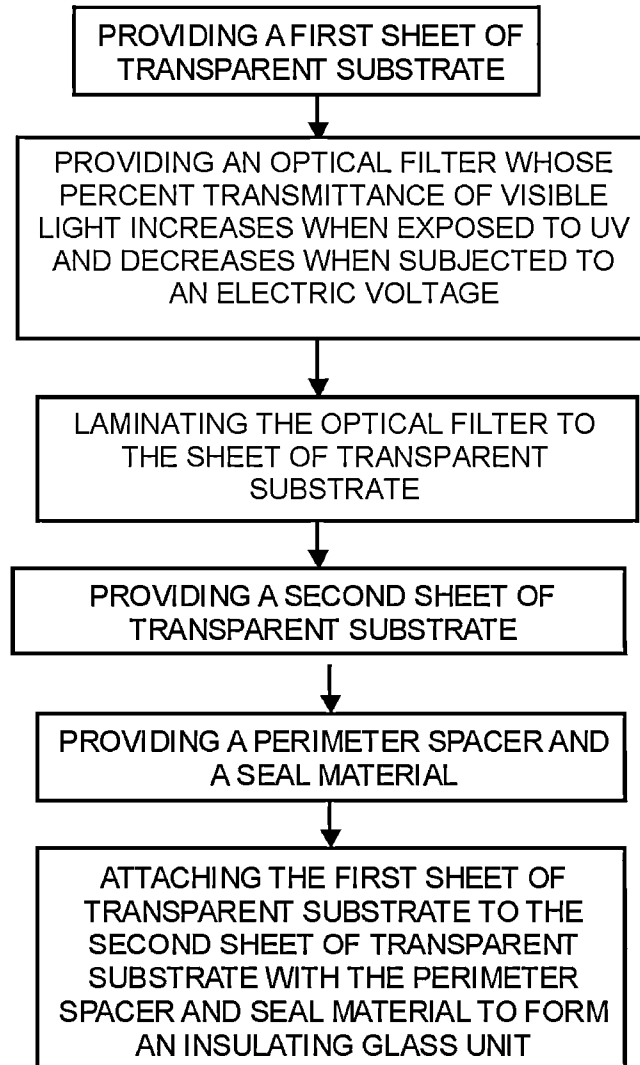 PROVIDING A FIRST SHEET OF
TRANSPARENT SUBSTRATE
PROVIDING AN OPTICAL FILTER WHOSE
PERCENT TRANSMITTANCE OF VISIBLE
LIGHT INCREASES WHEN EXPOSED TO UV
AND DECREASES WHEN SUBJECTED TO
AN ELECTRIC VOLTAGE
LAMINATING THE OPTICAL FILTER TO
THE SHEET OF TRANSPARENT
SUBSTRATE
PROVIDING A SECOND SHEET OF
TRANSPARENT SUBSTRATE
PROVIDING A PERIMETER SPACER AND
A SEAL MATERIAL
ATTACHING THE FIRST SHEET OF
TRANSPARENT SUBSTRATE TO THE
SECOND SHEET OF TRANSPARENT
SUBSTRATE WITH THE PERIMETER
SPACER AND SEAL MATERIAL TO FORM
AN INSULATING GLASS UNIT